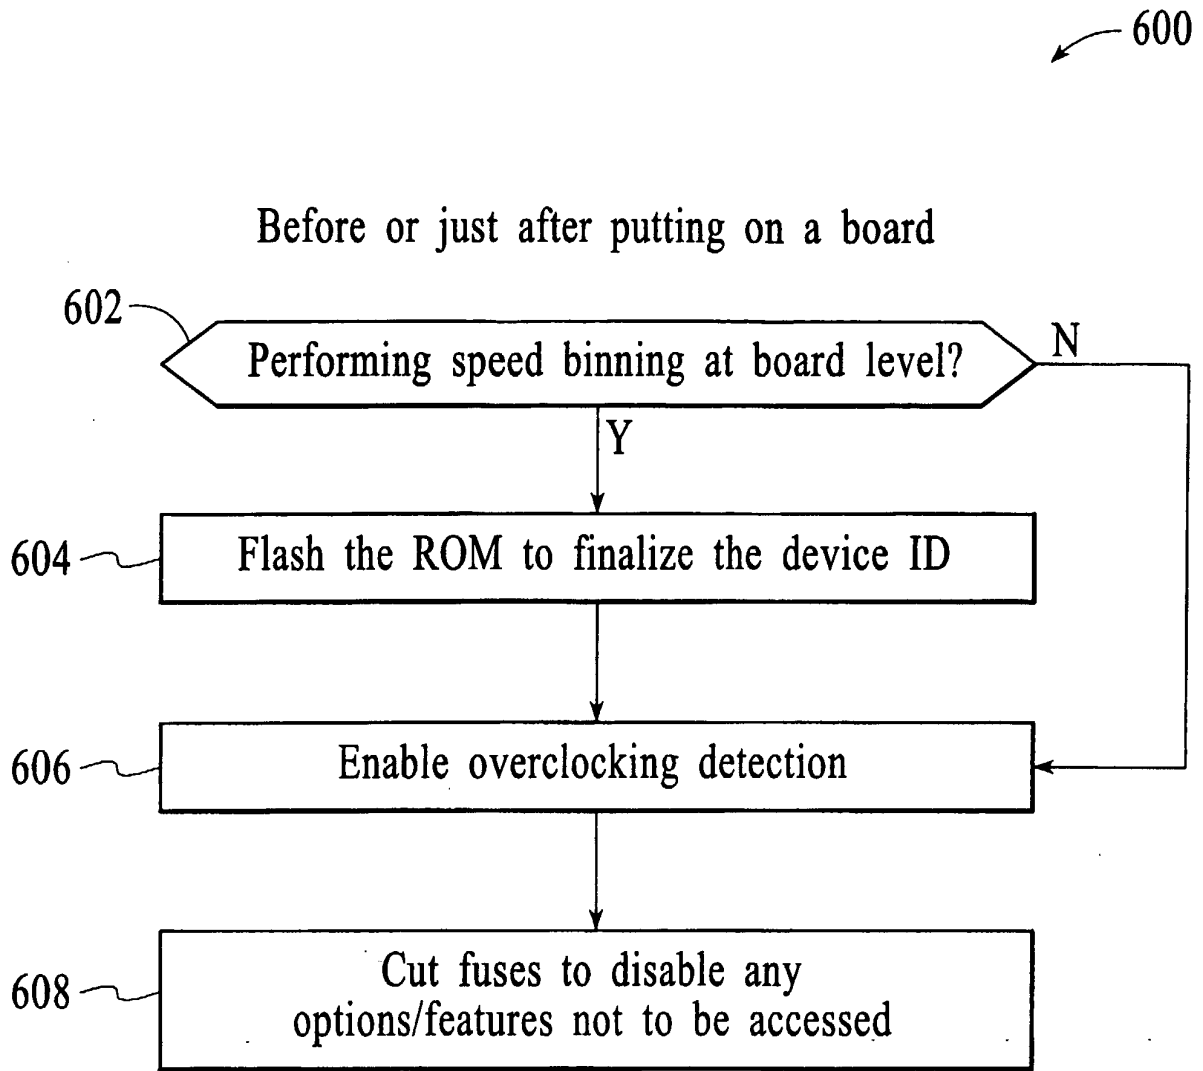 600
Before or just after putting on a board
602
Performing speed binning at board level?
N
Y
604
Flash the ROM to finalize the device ID
606
Enable overclocking detection
608
Cut fuses to disable any
options/features not to be accessed